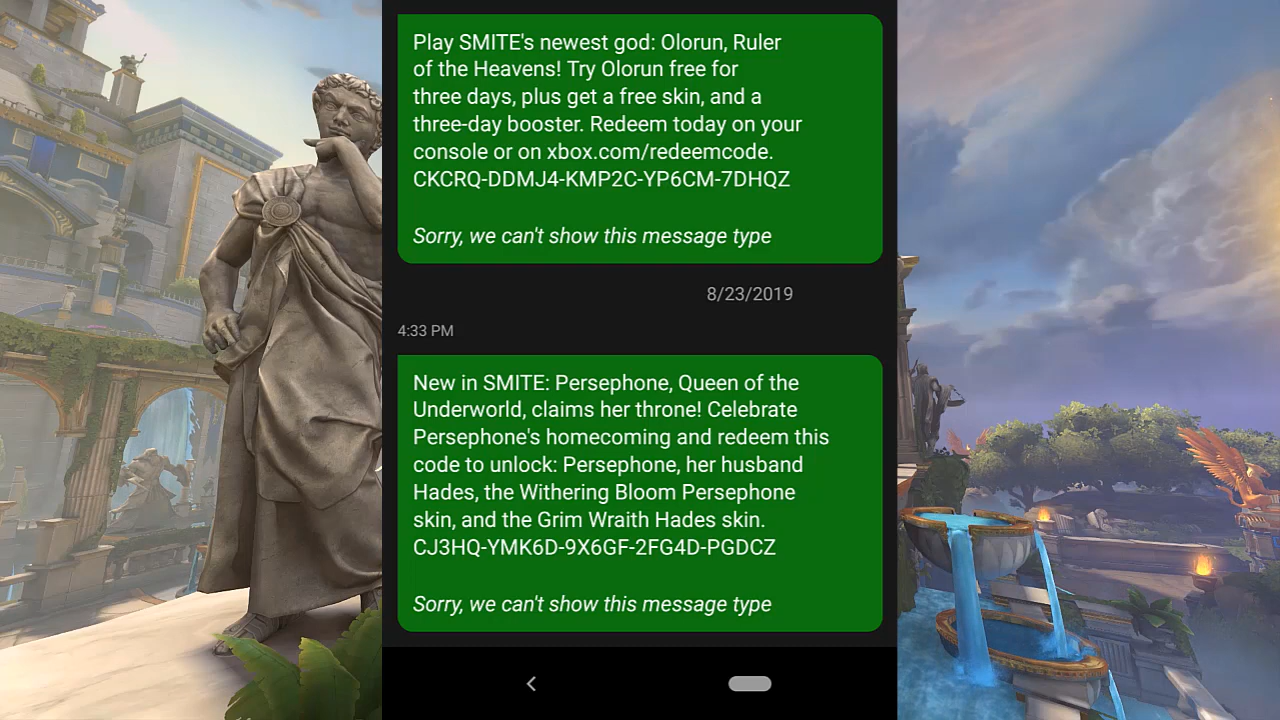 Play SMITE's newest god: Olorun, Ruler
of the Heavens! Try Olorun free for
three days, plus get a free skin, and a
three-day booster. Redeem today on your
console or on xbox.com/redeemcode.
CKCRQ-DDMJ4-KMP2C-YP6CM-7DHQZ
Sorry, we can't show this message type
8/23/2019
4:33 PM
New in SMITE: Persephone, Queen of the
Underworld, claims her throne! Celebrate
Persephone's homecoming and redeem this
code to unlock: Persephone, her husband
Hades, the Withering Bloom Persephone
skin, and the Grim Wraith Hades skin.
CJ3HQ-YMK6D-9X6GF-2FG4D-PGDCZ
Sorry, we can't show this message type